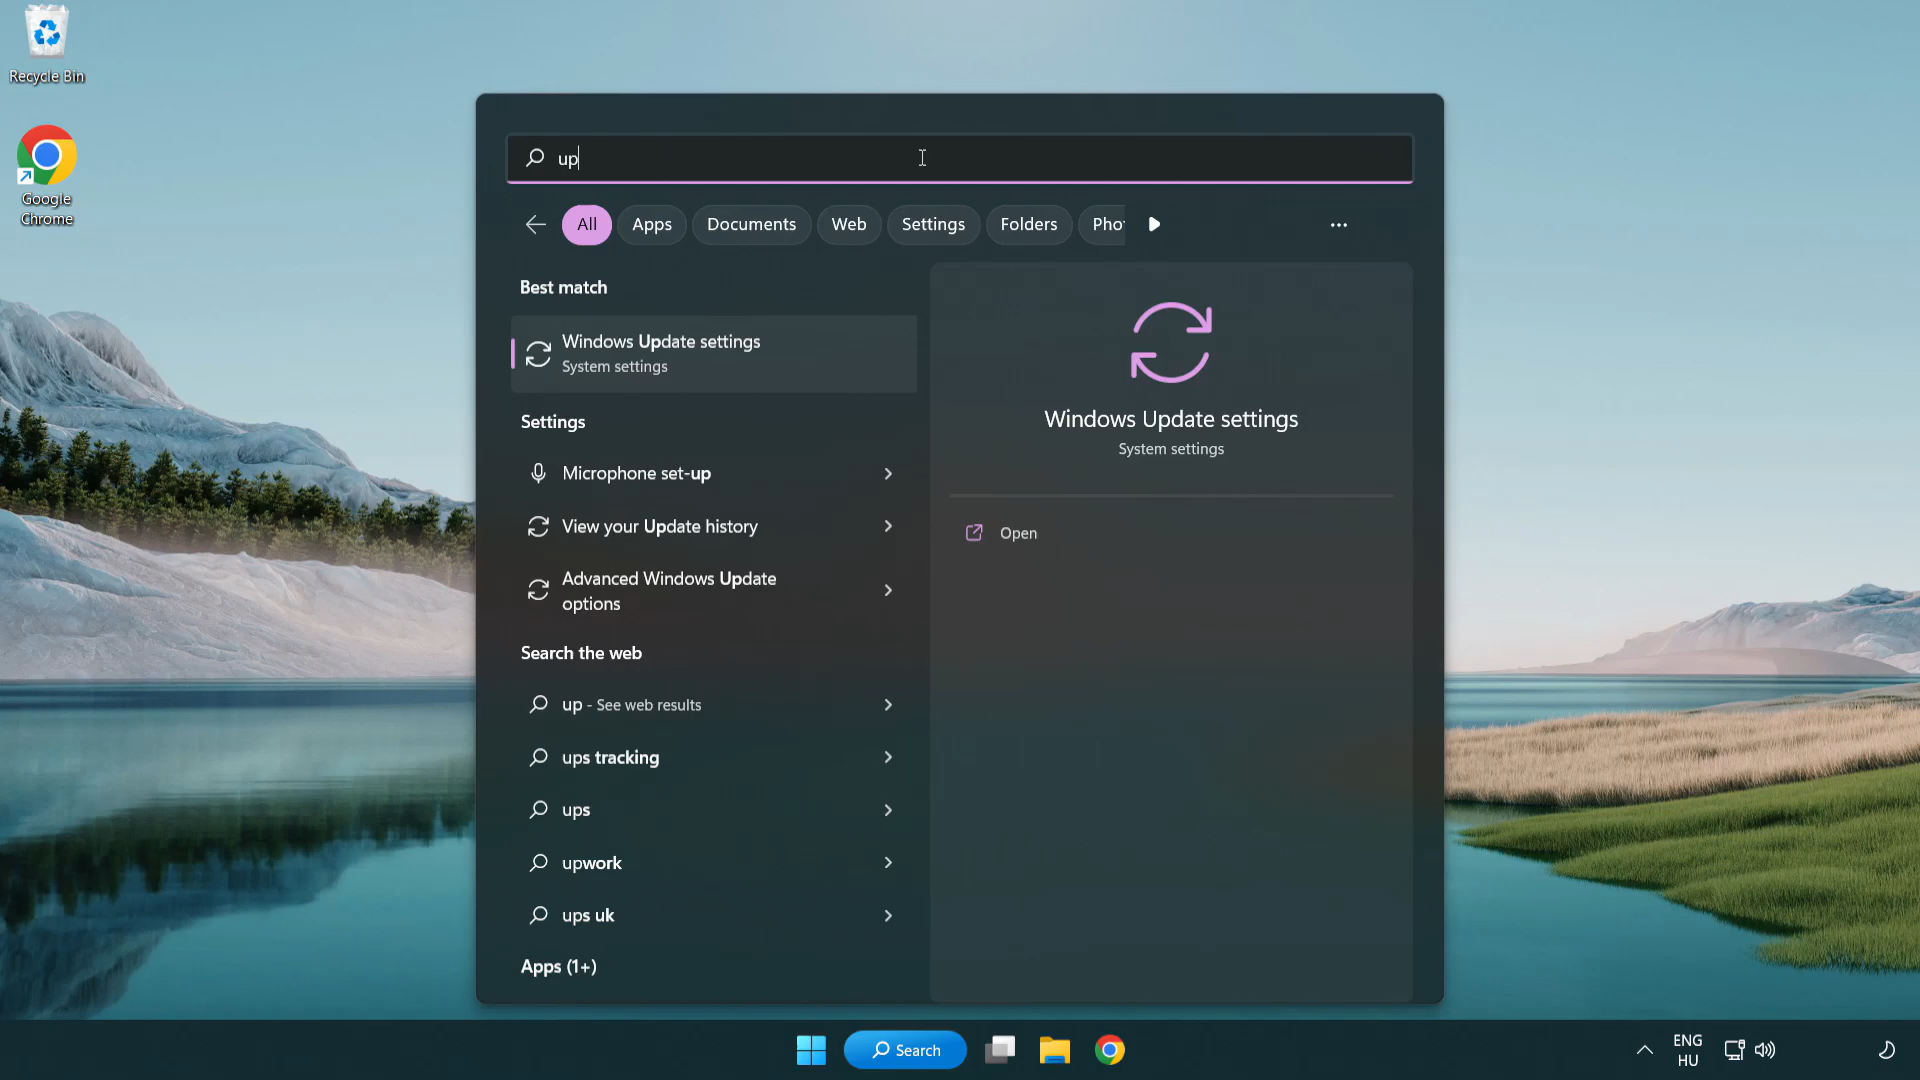 Recycle Bin
Google
Chrome
up
All
Apps
Documents
Web
Settings
Folders
Pho
Best match
Windows Update settings
System settings
Settings
Microphone set-up
View your Update history
Advanced Windows Update
options
Search the web
up - See web results
ups tracking
ups
upwork
ups uk
Apps (1+)
Windows Update settings
System settings
Open
Search
ENG
HU